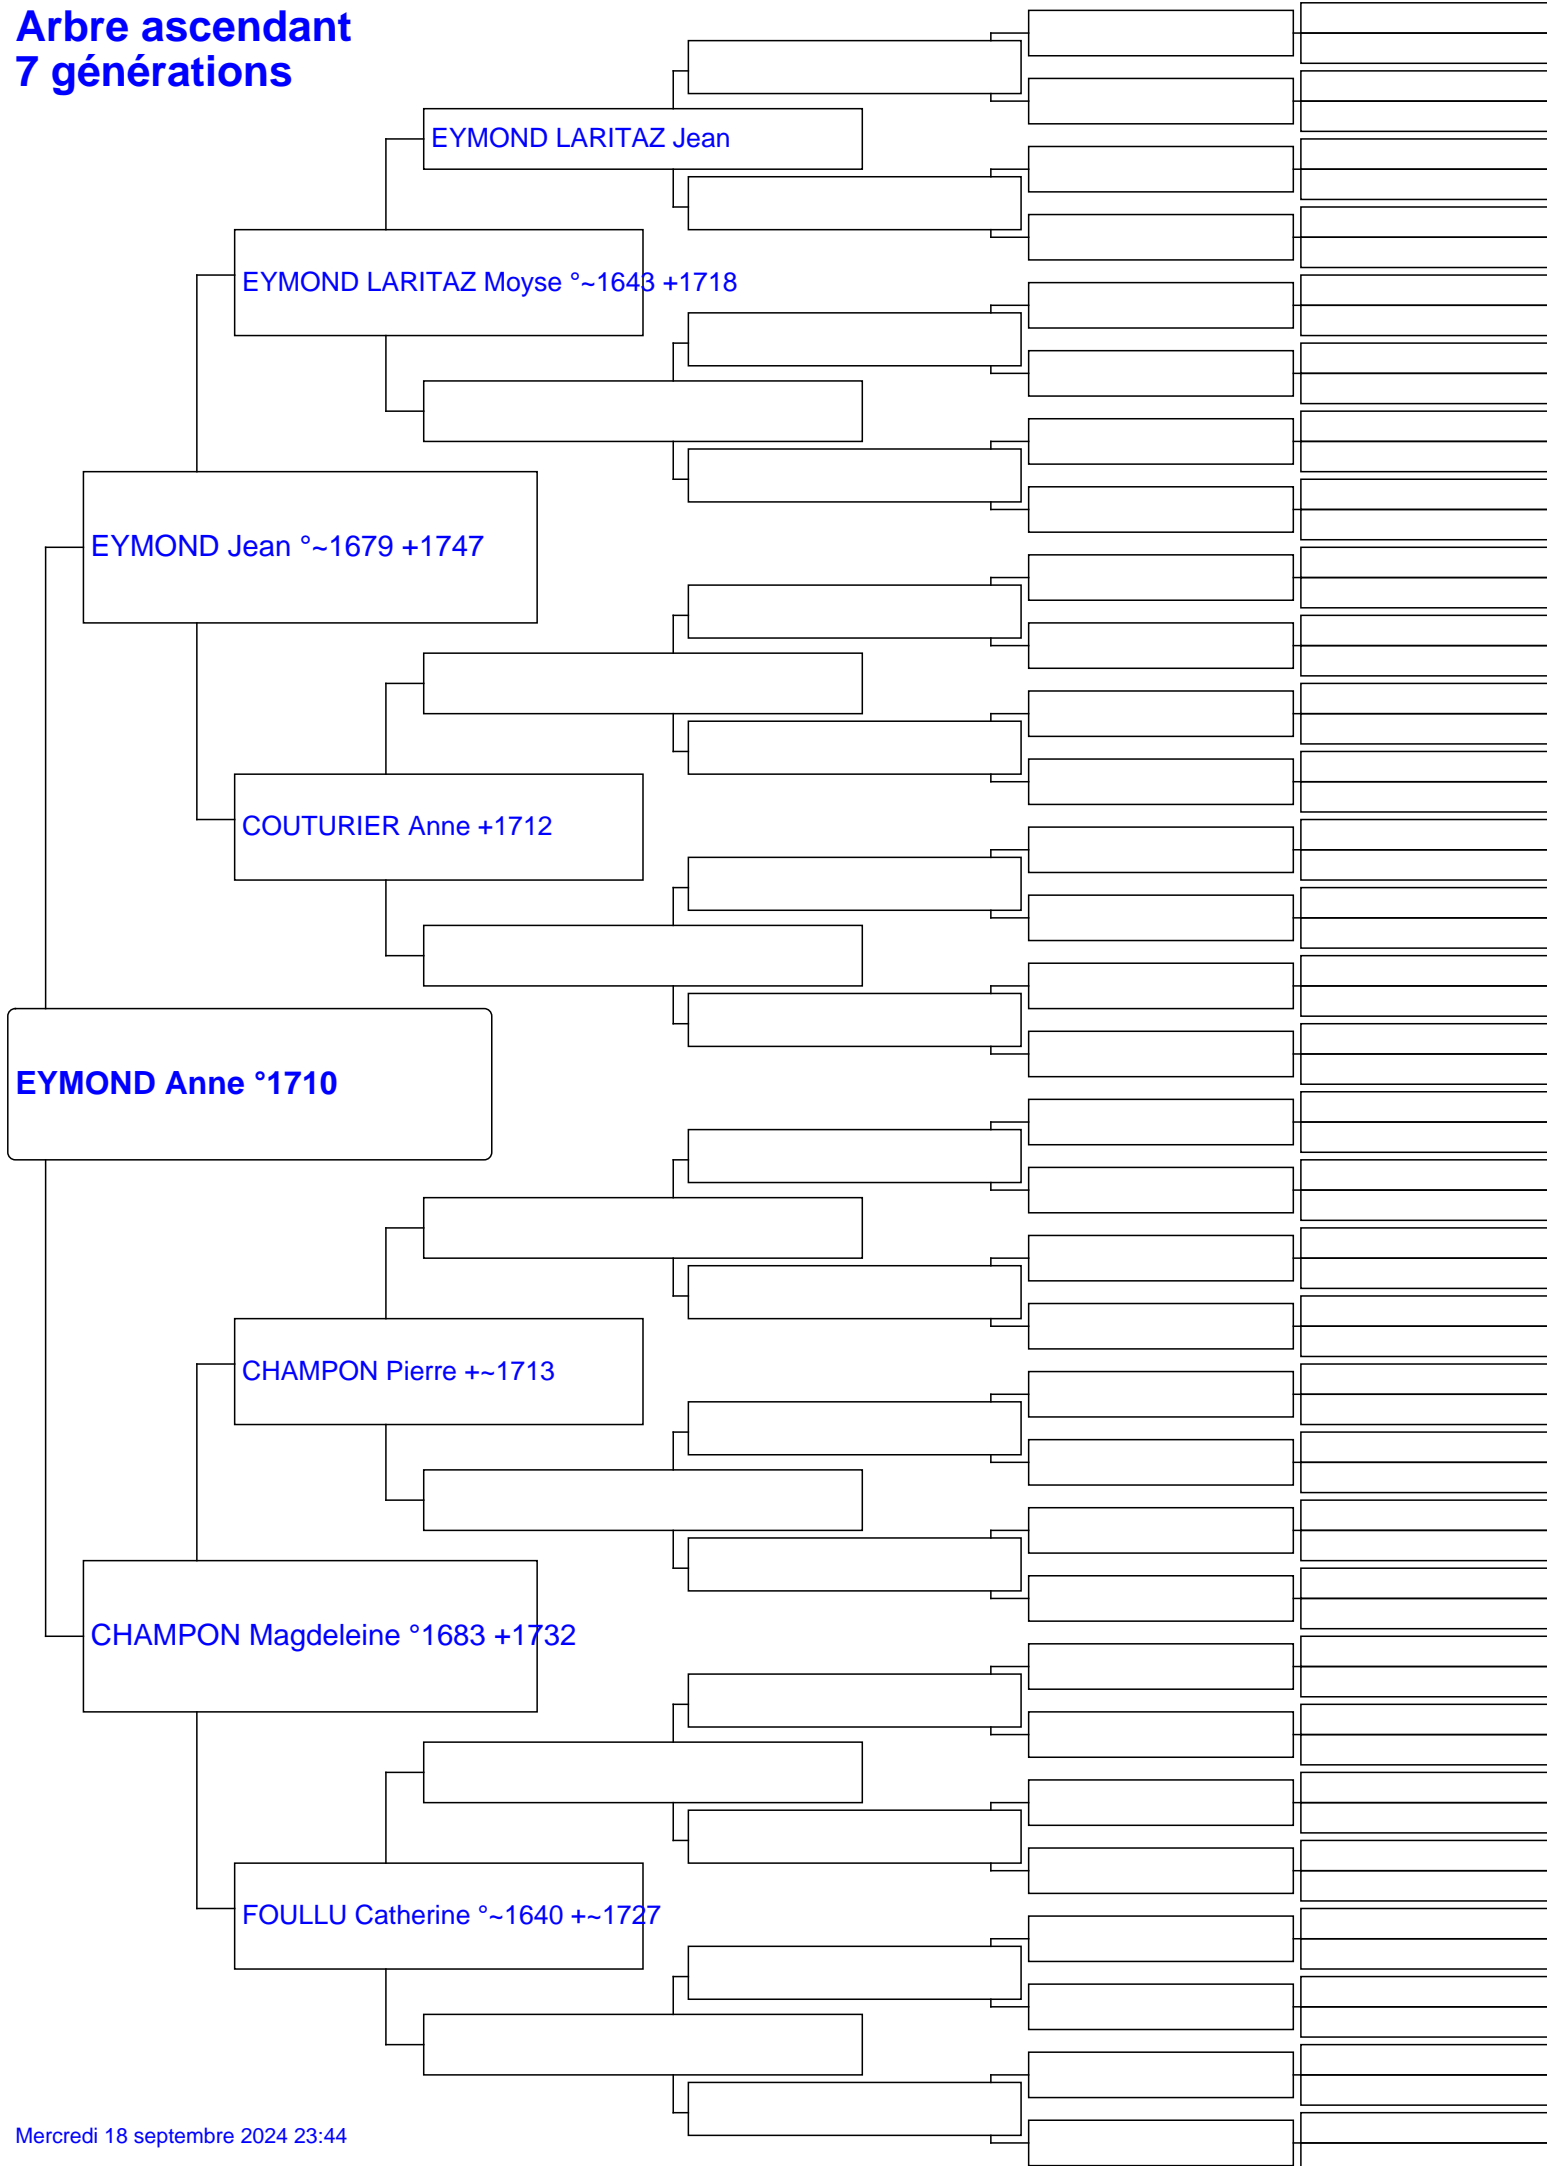 Arbre ascendant
7 générations
EYMOND LARITAZ Jean
EYMOND LARITAZ Moyse °~1643 +1718
EYMOND Jean °~1679 +1747
COUTURIER Anne +1712
EYMOND Anne °1710
CHAMPON Pierre +~1713
CHAMPON Magdeleine °1683 +1732
FOULLU Catherine °~1640 +~1727
Mercredi 18 septembre 2024 23:44